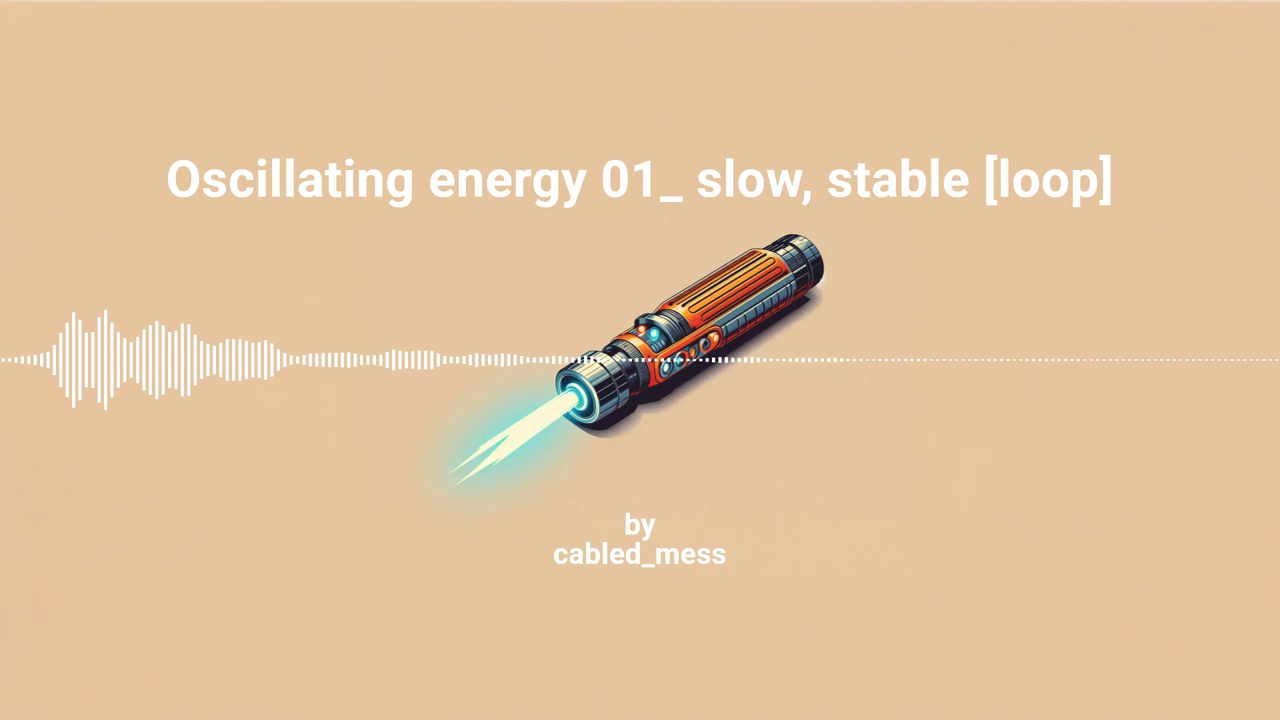 Oscillating energy 01_ slow, stable [loop]
by
cabled_mess